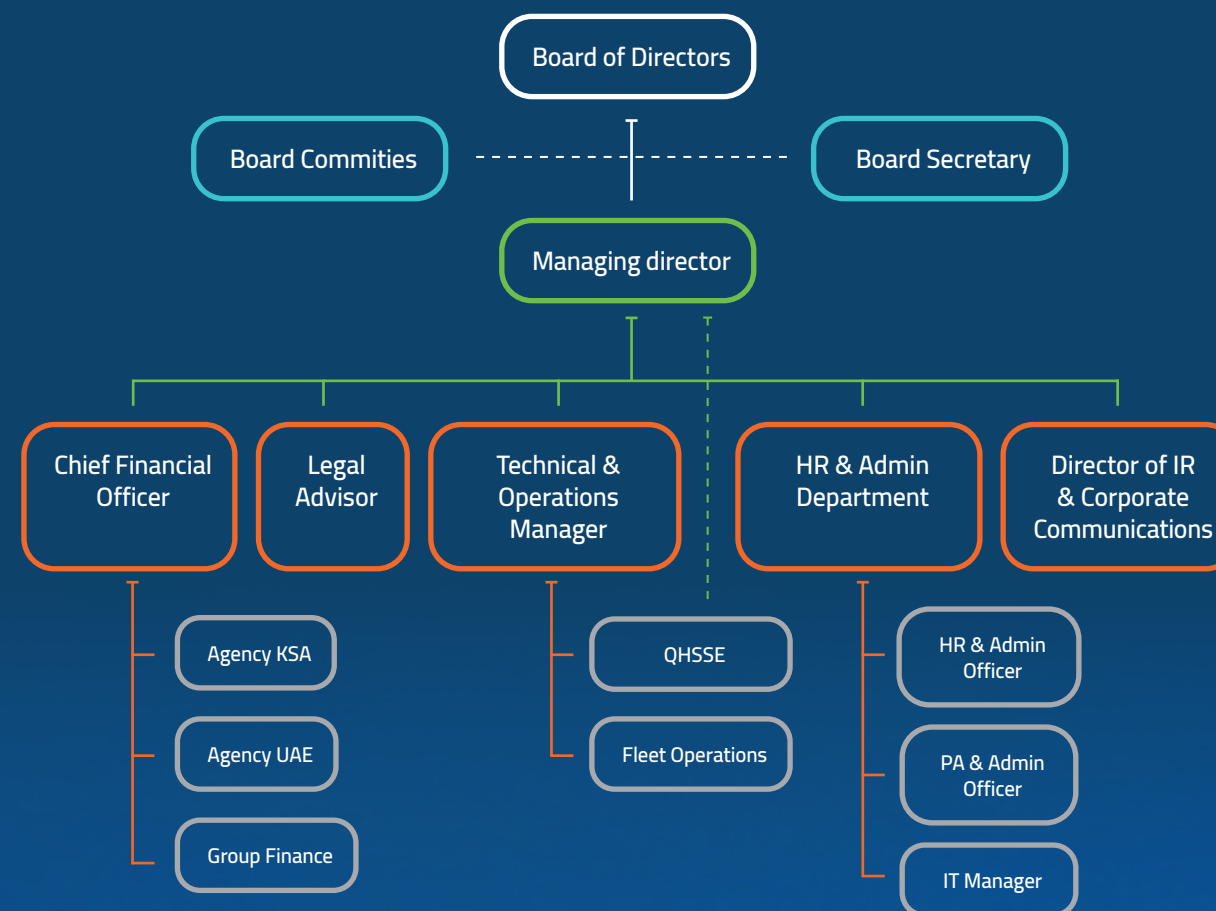 Board of Directors
Board Commities
Board Secretary
Managing director
Chief Financial
Officer
Legal
Advisor
Technical &
Operations
Manager
HR & Admin
Department
Director of IR
& Corporate
Communications
Agency KSA
Agency UAE
Group Finance
QHSSE
Fleet Operations
HR & Admin
Officer
PA & Admin
Officer
IT Manager